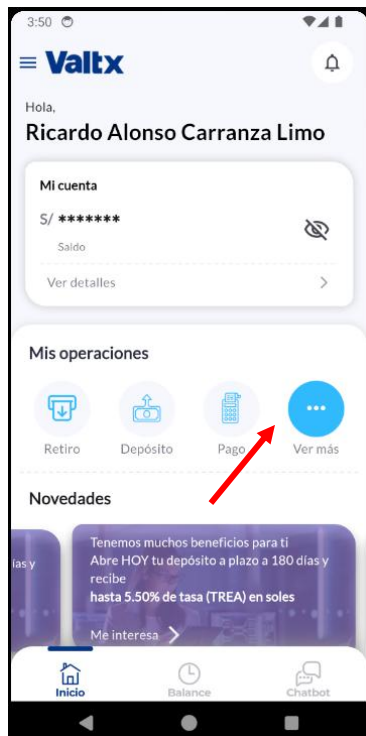 3:50
Valtx
Hola,
Ricardo Alonso Carranza Limo
Mi cuenta
S/ *******
Saldo
Ver detalles
Mis operaciones
Retiro Depósito Pago Ver más
Novedades
ías y
Tenemos muchos beneficios para ti
Abre HOY tu depósito a plazo a 180 días y
recibe
hasta 5.50% de tasa (TREA) en soles
Me interesa
Inicio Balance Chatbot